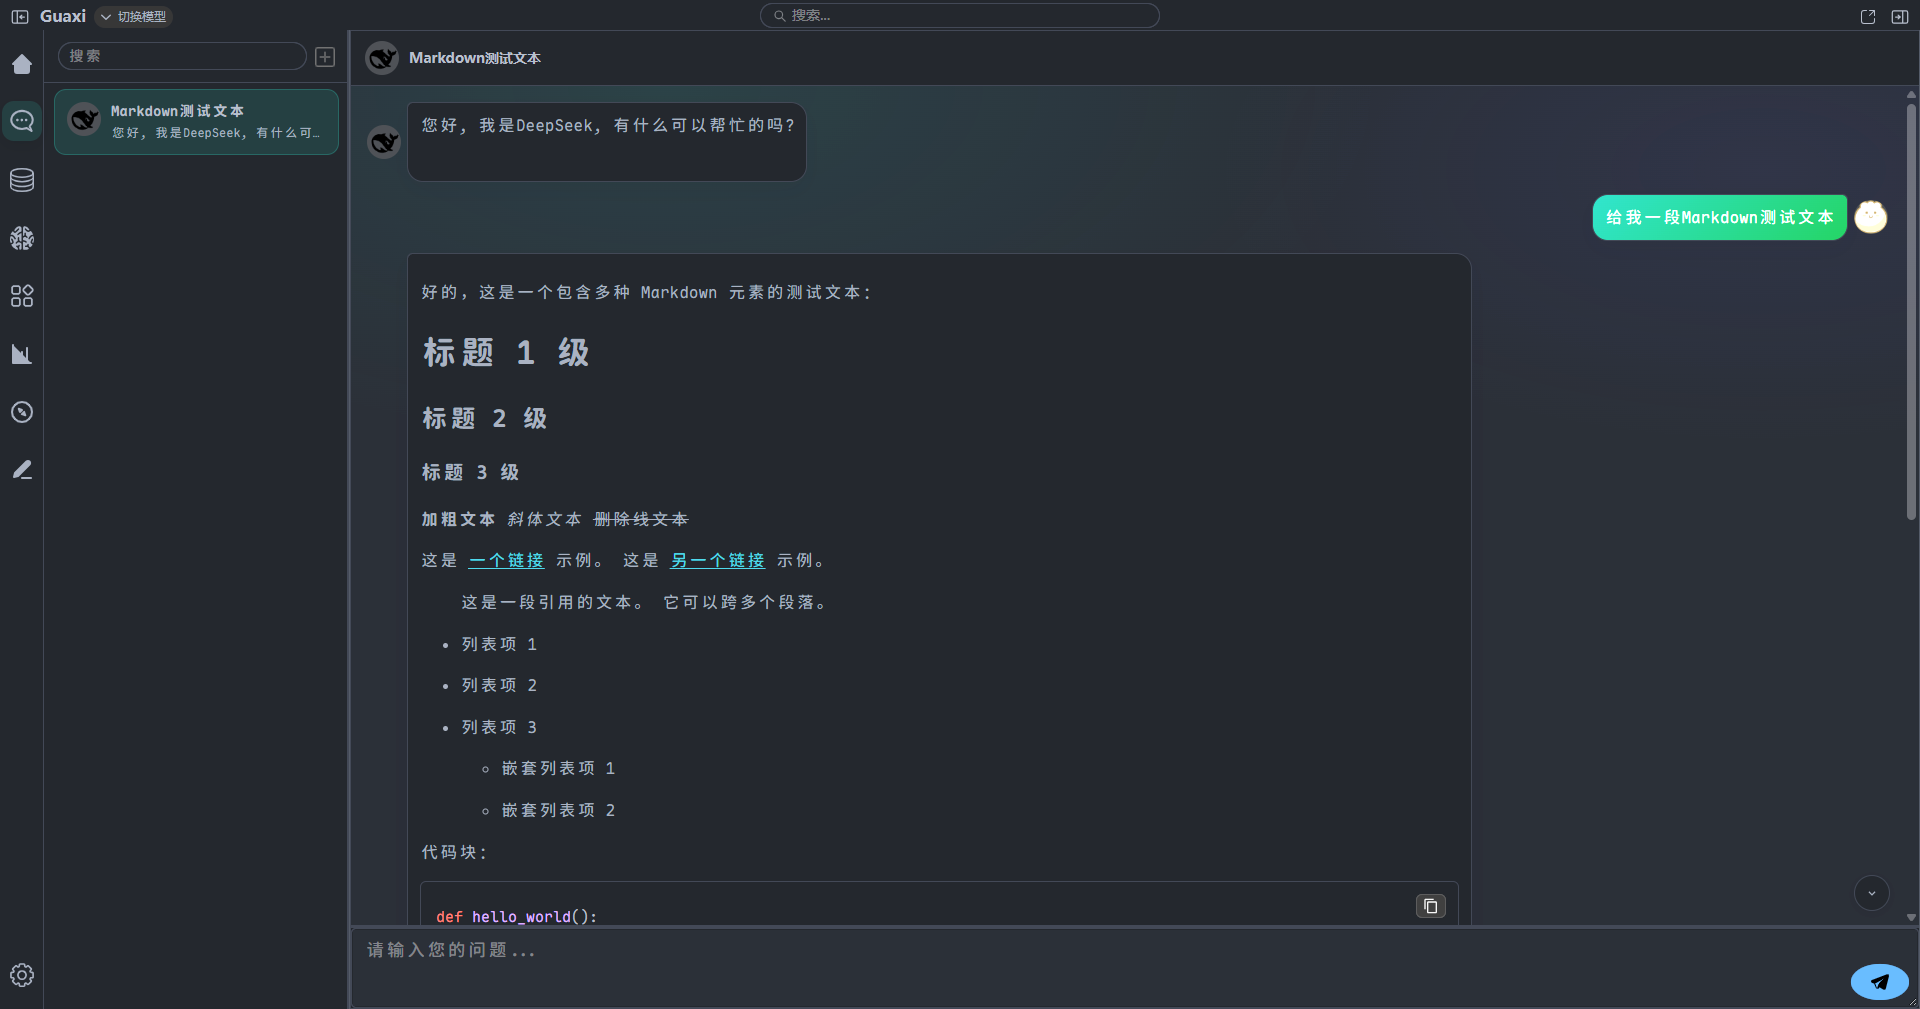 Guaxi
切换模型
搜索...
搜索
Markdown测试文本
您好, 我是DeepSeek, 有什么可…
Markdown测试文本
您好, 我是DeepSeek, 有什么可以帮忙的吗?
给我一段Markdown测试文本
好的, 这是一个包含多种 Markdown 元素的测试文本:
标题 1 级
标题 2 级
标题 3 级
加粗文本 斜体文本 删除线文本
这是 一个链接 示例。 这是 另一个链接 示例。
这是一段引用的文本。 它可以跨多个段落。
列表项 1
列表项 2
列表项 3
嵌套列表项 1
嵌套列表项 2
代码块:
def hello_world():
请输入您的问题...